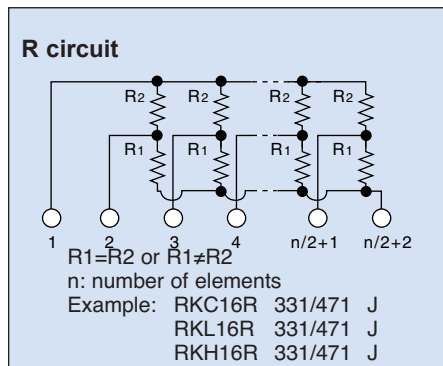 R circuit
R2 R2 R2 R2
R1 R1 R1 R1
1 2 3 4 n/2+1 n/2+2
R1=R2 or R1≠R2
n: number of elements
Example: RKC16R 331/471 J
RKL16R 331/471 J
RKH16R 331/471 J